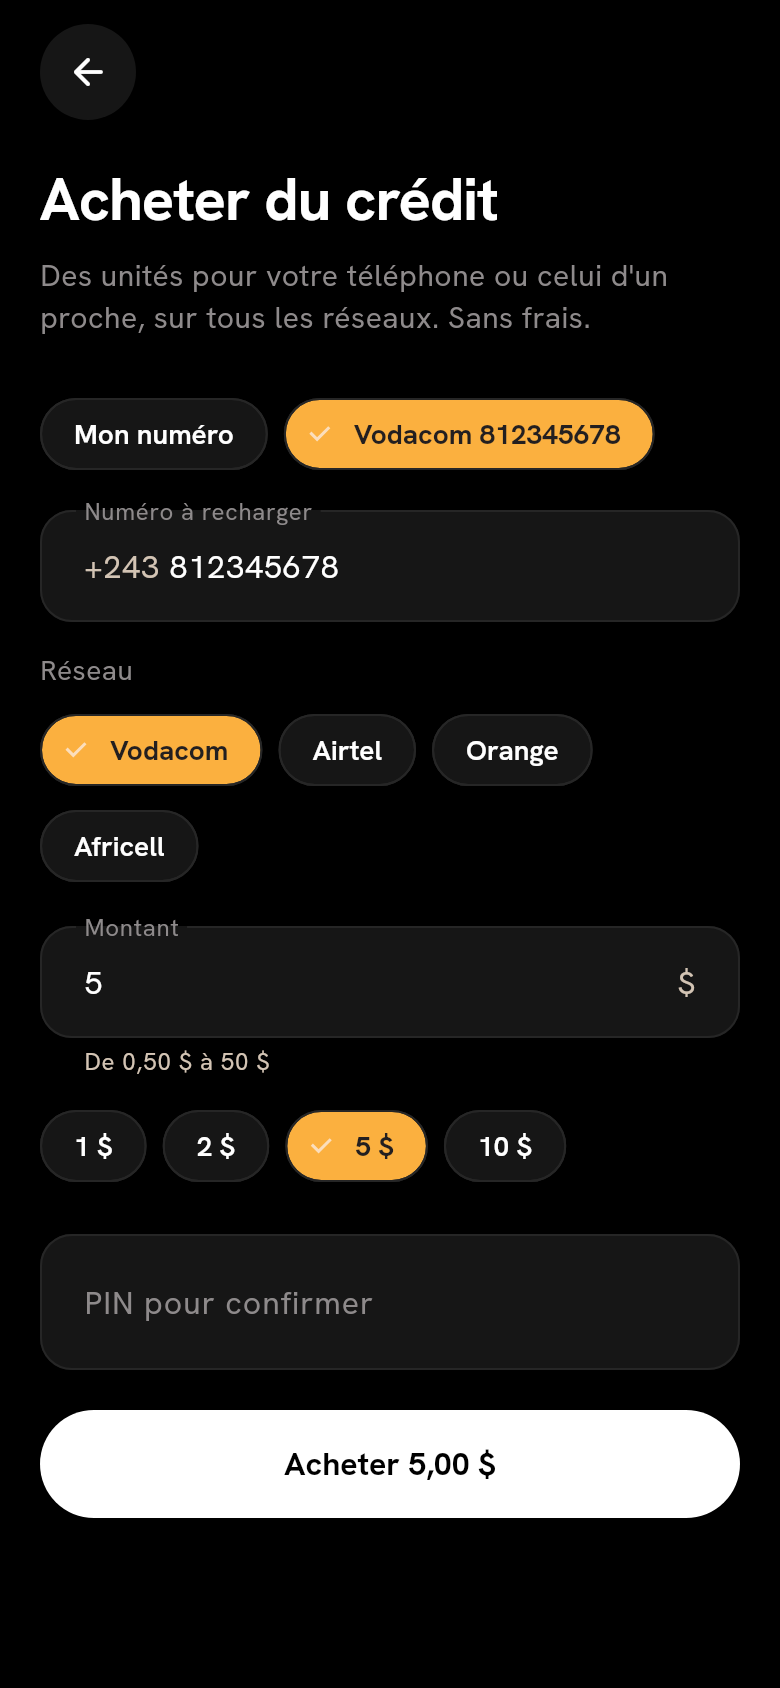 Acheter du crédit
Des unités pour votre téléphone ou celui d'un
proche, sur tous les réseaux. Sans frais.
Mon numéro
Vodacom 812345678
Numéro à recharger
+243 812345678
Réseau
Vodacom
Airtel
Orange
Africell
Montant
5 $
De 0,50 $ à 50 $
1 $
2 $
5 $
10 $
PIN pour confirmer
Acheter 5,00 $